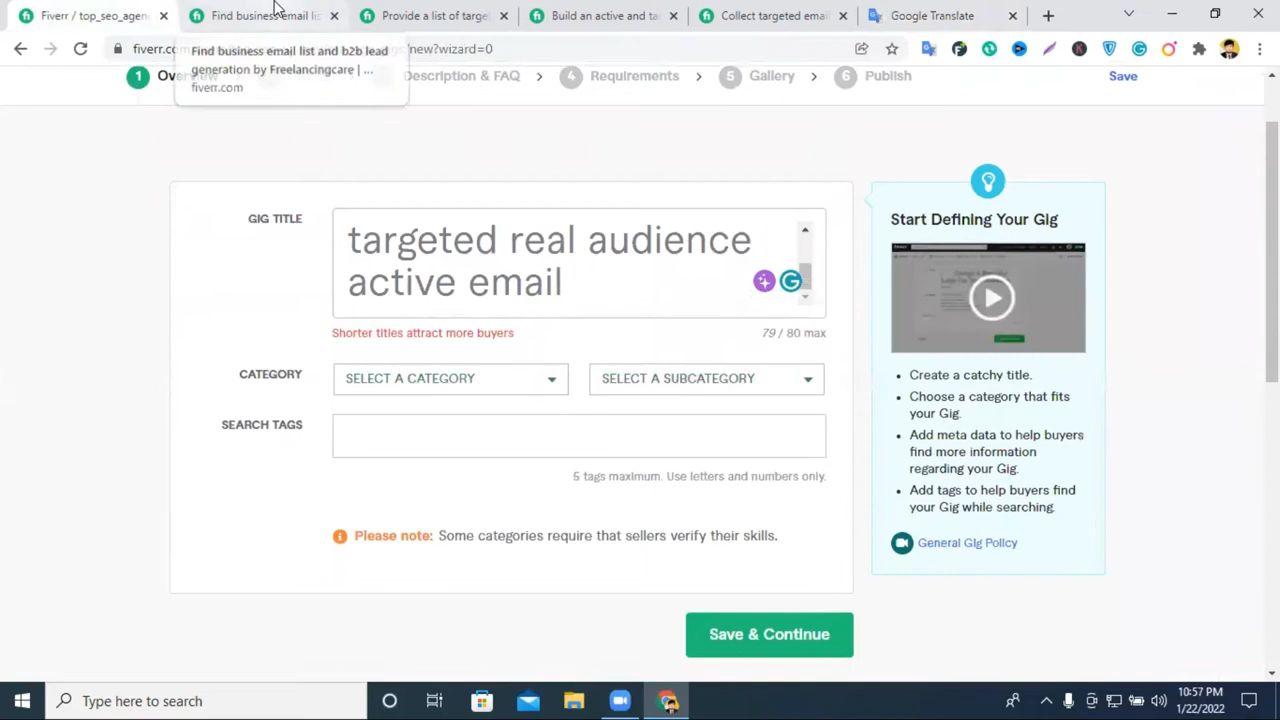 Fiverr / top_seo_agen
Find business email lis
Provide a list of target
Build an active and ta
Collect targeted email
Google Translate
fiverr.co
/new?wizard=0
Find business email list and b2b lead
generation by Freelancingcare | ...
fiverr.com
1
Overview
Description & FAQ
4 Requirements
5 Gallery
6 Publish
Save
GIG TITLE
targeted real audience
active email
Shorter titles attract more buyers
79 / 80 max
CATEGORY
SELECT A CATEGORY
SELECT A SUBCATEGORY
SEARCH TAGS
5 tags maximum. Use letters and numbers only.
Please note: Some categories require that sellers verify their skills.
Save & Continue
Start Defining Your Gig
• Create a catchy title.
• Choose a category that fits
your Gig.
• Add meta data to help buyers
find more information
regarding your Gig.
• Add tags to help buyers find
your Gig while searching.
General Gig Policy
Type here to search
10:57 PM
1/22/2022